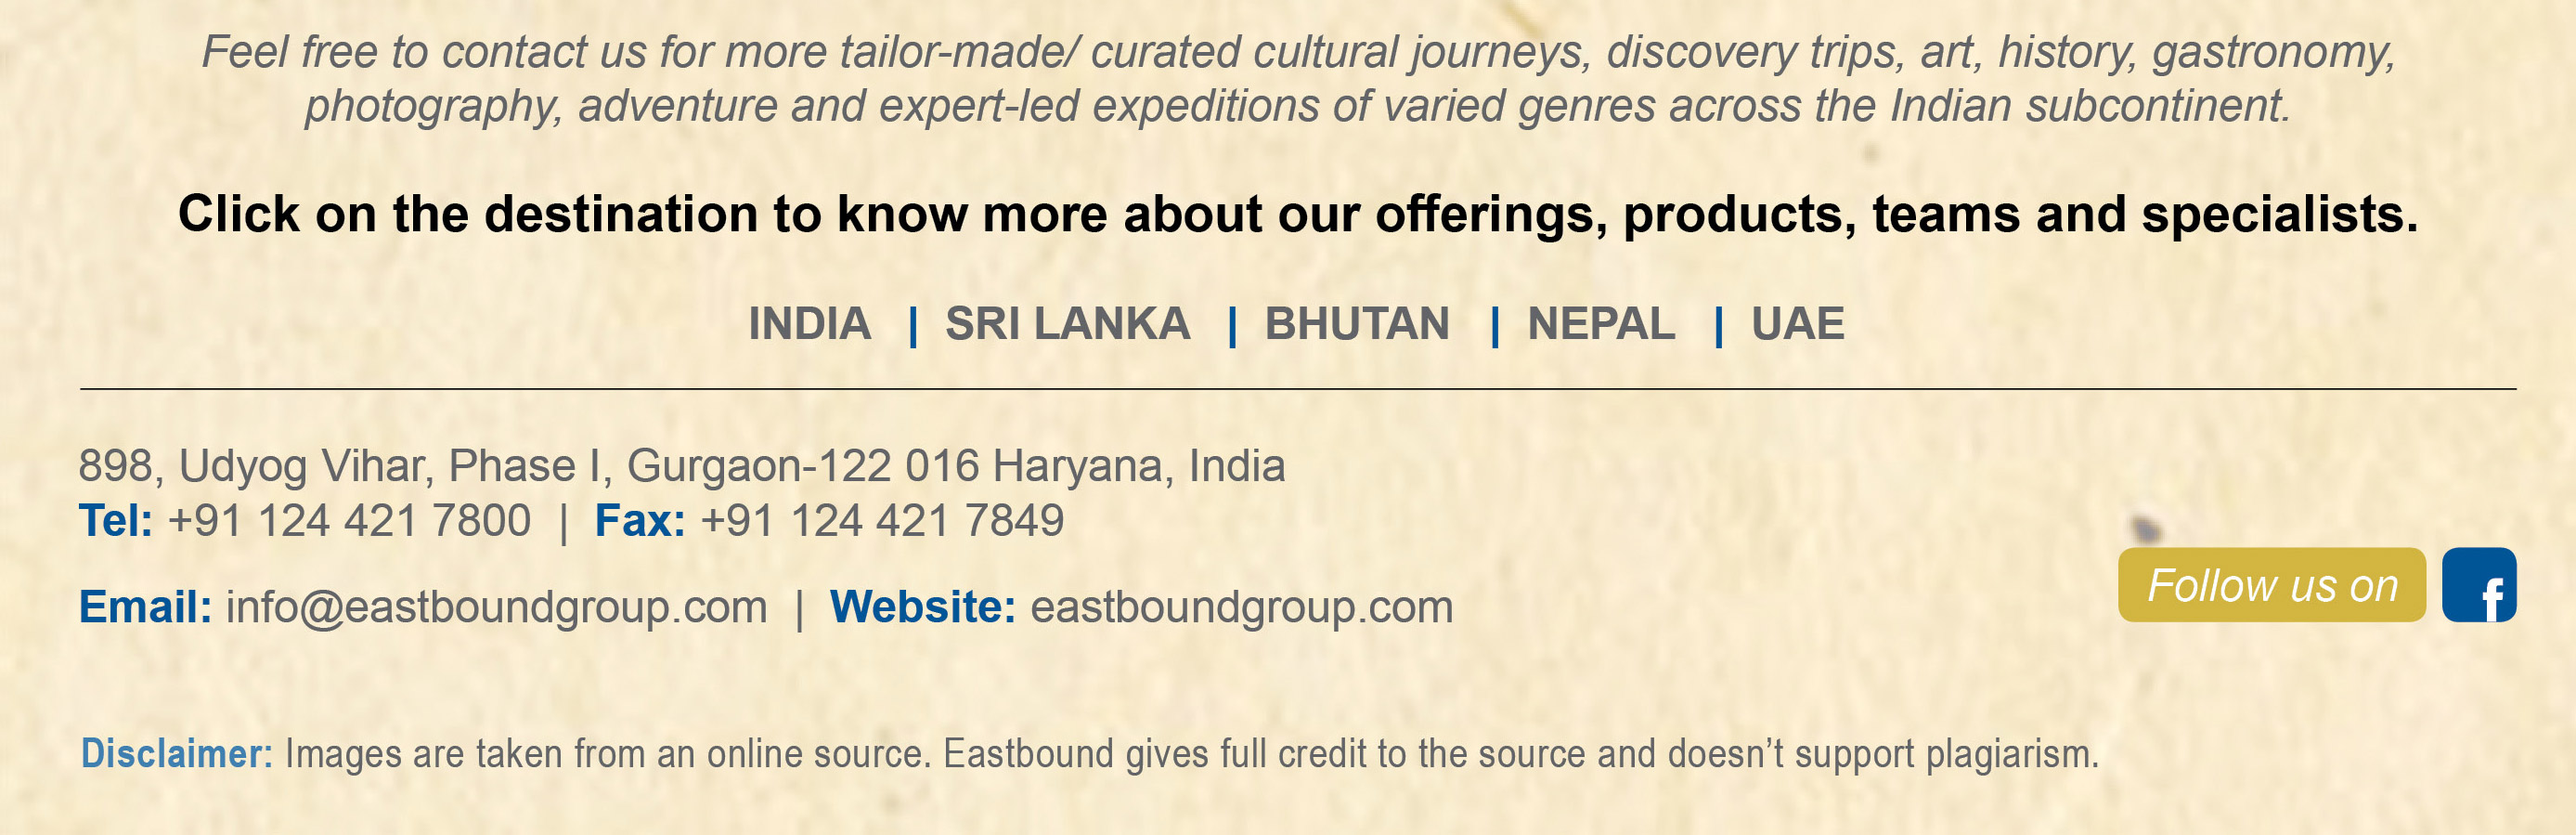 Feel free to contact us for more tailor-made/ curated cultural journeys, discovery trips, art, history, gastronomy,
photography, adventure and expert-led expeditions of varied genres across the Indian subcontinent.
Click on the destination to know more about our offerings, products, teams and specialists.
INDIA | SRI LANKA | BHUTAN | NEPAL | UAE
898, Udyog Vihar, Phase I, Gurgaon-122 016 Haryana, India
Tel: +91 124 421 7800 | Fax: +91 124 421 7849
Email: info@eastboundgroup.com | Website: eastboundgroup.com
Follow us on f
Disclaimer: Images are taken from an online source. Eastbound gives full credit to the source and doesn’t support plagiarism.